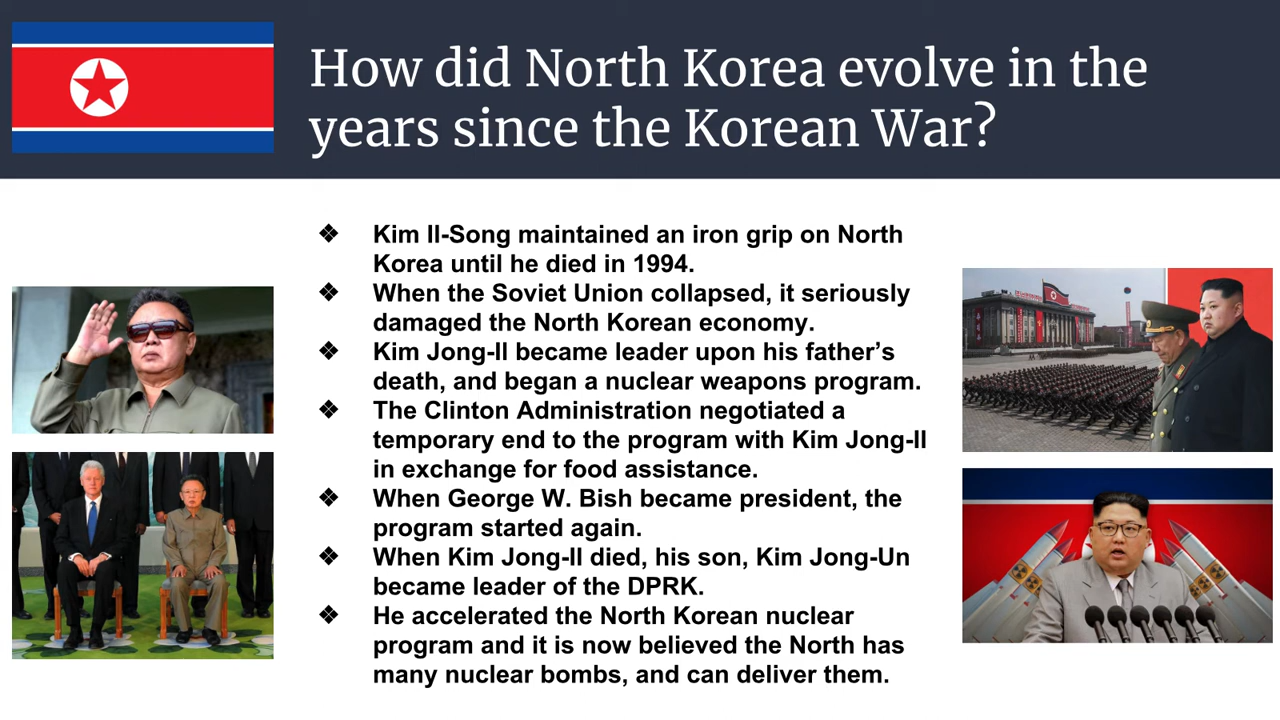 How did North Korea evolve in the
years since the Korean War?
❖ Kim Il-Song maintained an iron grip on North
Korea until he died in 1994.
❖ When the Soviet Union collapsed, it seriously
damaged the North Korean economy.
❖ Kim Jong-Il became leader upon his father’s
death, and began a nuclear weapons program.
❖ The Clinton Administration negotiated a
temporary end to the program with Kim Jong-Il
in exchange for food assistance.
❖ When George W. Bish became president, the
program started again.
❖ When Kim Jong-Il died, his son, Kim Jong-Un
became leader of the DPRK.
❖ He accelerated the North Korean nuclear
program and it is now believed the North has
many nuclear bombs, and can deliver them.